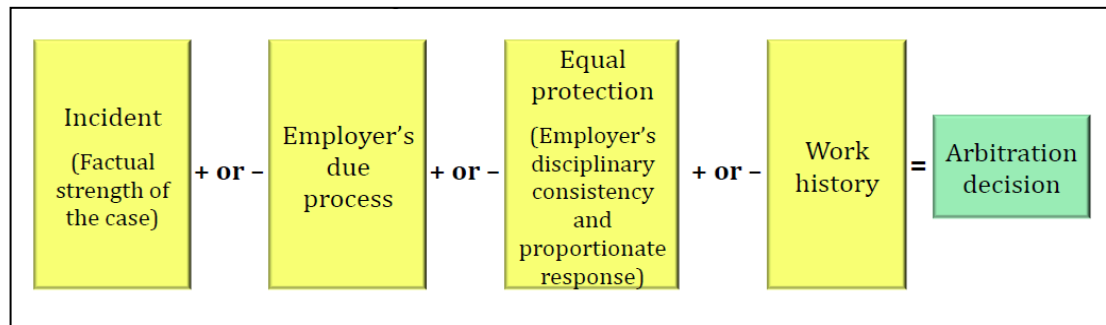 Incident
(Factual
strength of
the case)
+ or –
Employer’s
due
process
+ or –
Equal
protection
(Employer’s
disciplinary
consistency
and
proportionate
response)
+ or –
Work
history
=
Arbitration
decision